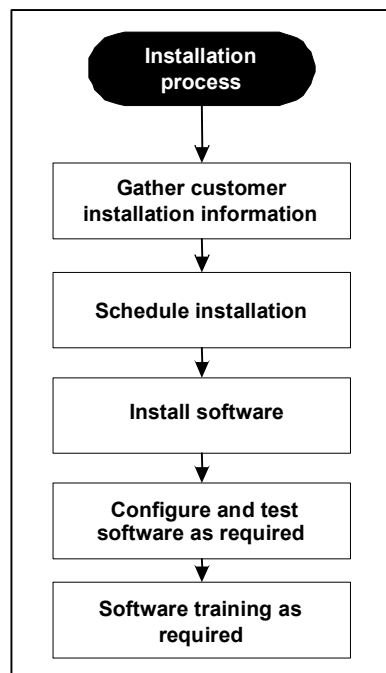 Installation
process
Gather customer
installation information
Schedule installation
Install software
Configure and test
software as required
Software training as
required